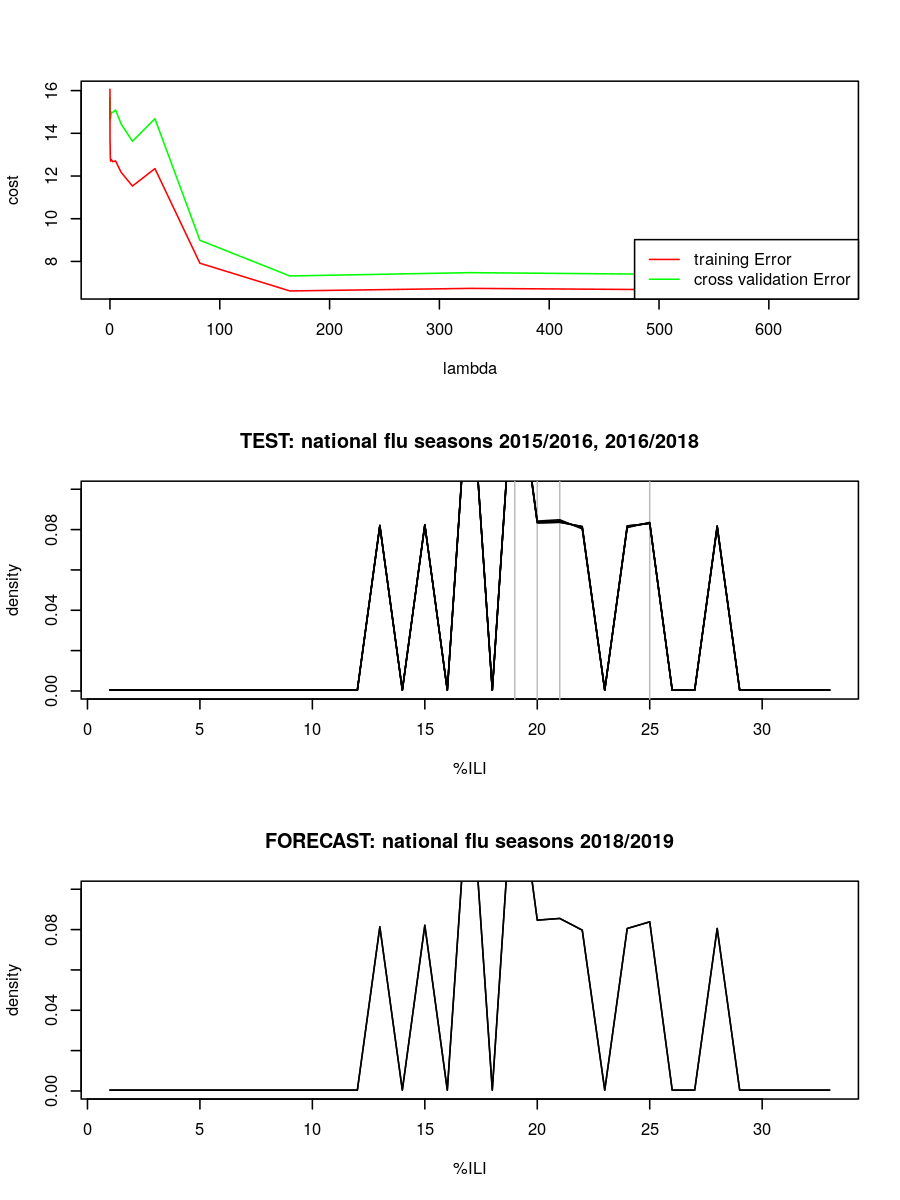 16
14
12
10
8
cost
training Error
cross validation Error
0 100 200 300 400 500 600
lambda
TEST: national flu seasons 2015/2016, 2016/2018
0.08
0.04
0.00
density
0 5 10 15 20 25 30
%ILI
FORECAST: national flu seasons 2018/2019
0.08
0.04
0.00
density
0 5 10 15 20 25 30
%ILI